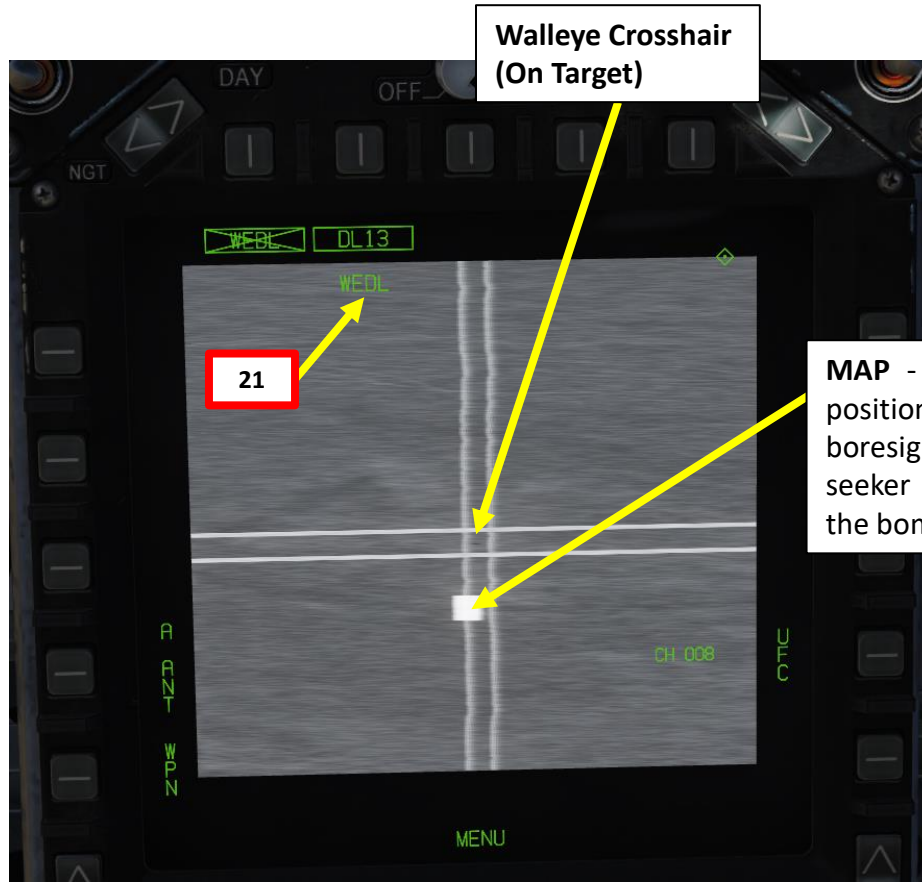 Walleye Crosshair
(On Target)
DAY
OFF
NGT
WEDL DL13
WEDL
21
MAP -
position
boresig
seeker
the bon
CH 008
A
ANT
WPN
UFC
MENU